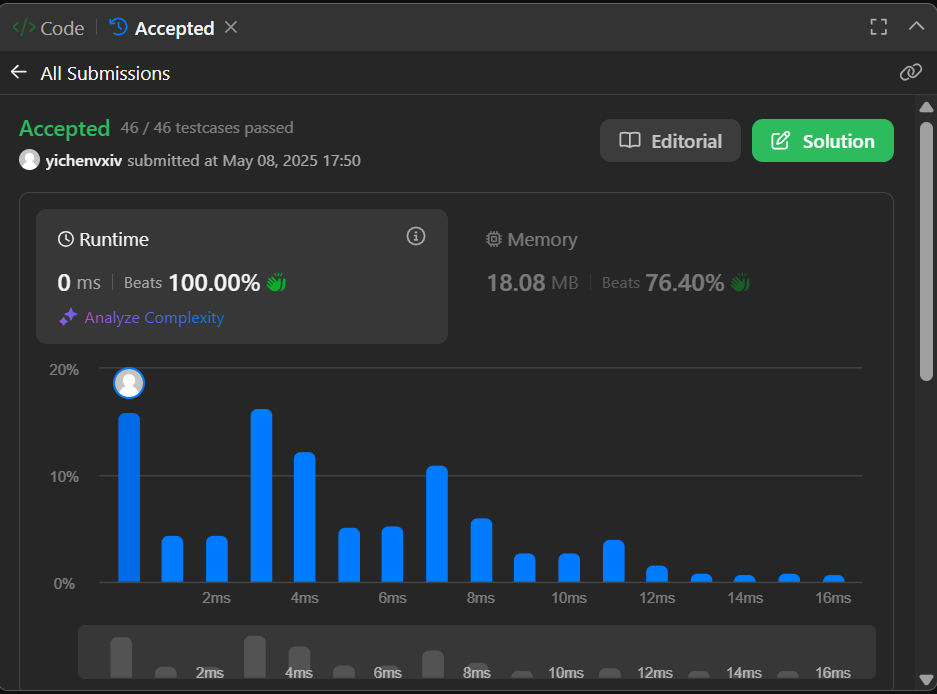 </> Code Accepted
All Submissions
Accepted 46 / 46 testcases passed
Editorial
Solution
yichenvxiv submitted at May 08, 2025 17:50
Runtime
0 ms Beats 100.00%
Analyze Complexity
Memory
18.08 MB Beats 76.40%
20%
10%
0%
2ms 4ms 6ms 8ms 10ms 12ms 14ms 16ms
2ms 4ms 6ms 8ms 10ms 12ms 14ms 16ms